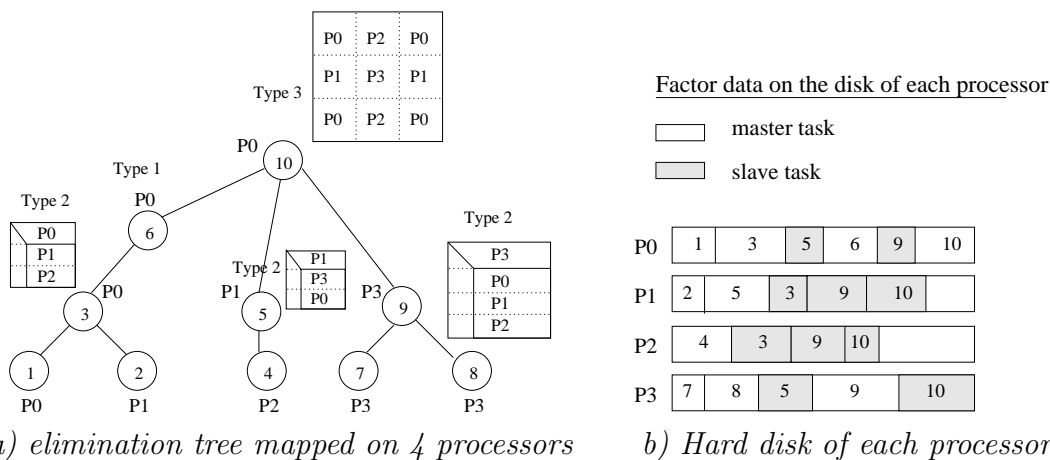 P0 P2 P0
P1 P3 P1
P0 P2 P0
Type 3
P0
10
Type 1
P0
6
Type 2
P0
P1
P2
P0
3
1
P0
2
P1
Type 2
P1
P3
P0
P1
5
4
P2
Type 2
P3
P0
P1
P2
P3
9
7
P3
8
P3
a) elimination tree mapped on 4 processors
Factor data on the disk of each processor
master task
slave task
P0 1 3 5 6 9 10
P1 2 5 3 9 10
P2 4 3 9 10
P3 7 8 5 9 10
b) Hard disk of each processor